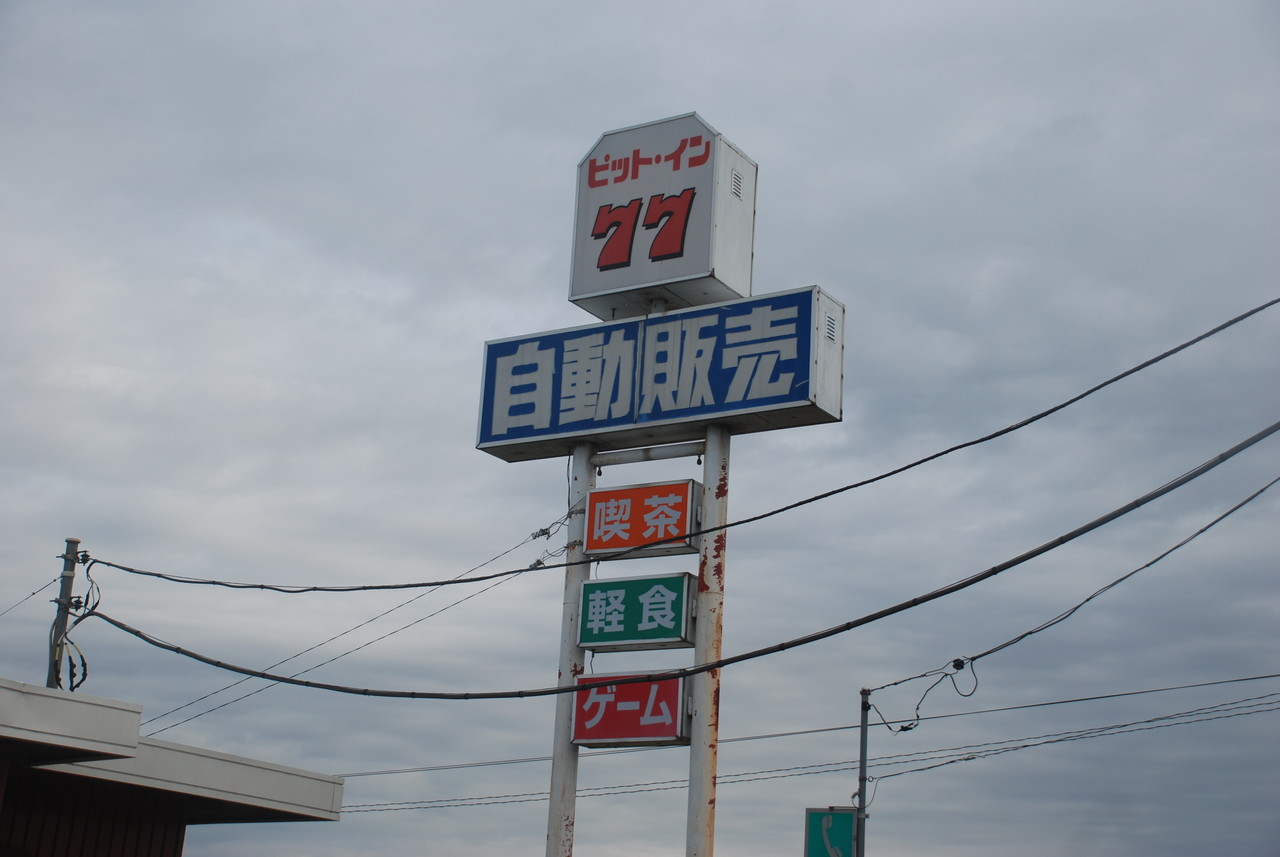 ピット・イン
77
自動販売
喫茶
軽食
ゲーム